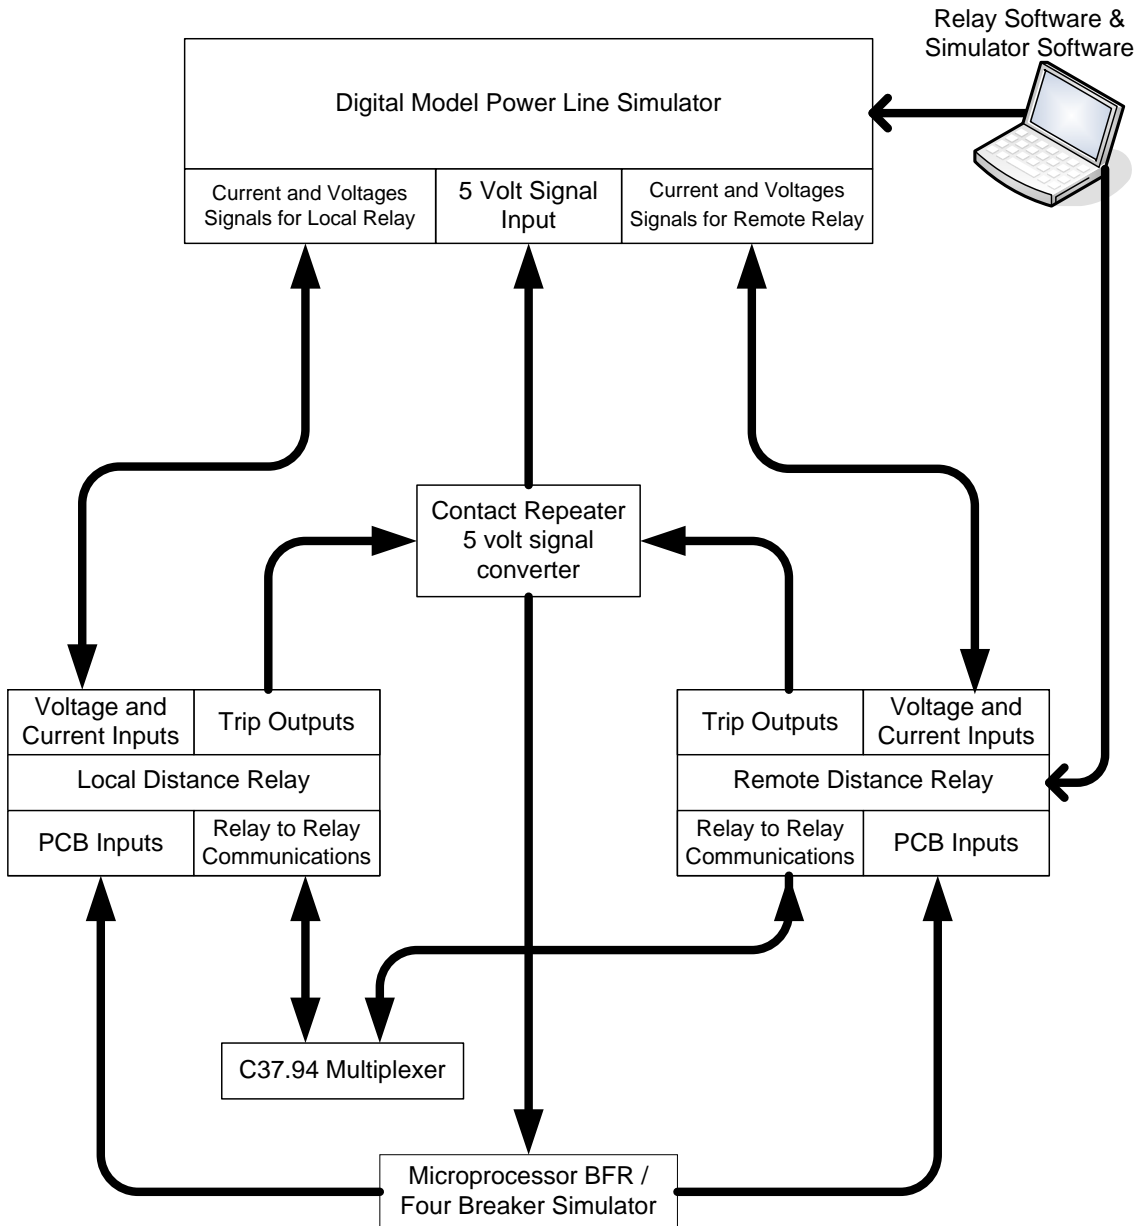 Relay Software &
Simulator Software
Digital Model Power Line Simulator
Current and Voltages
Signals for Local Relay
5 Volt Signal
Input
Current and Voltages
Signals for Remote Relay
Contact Repeater
5 volt signal
converter
Voltage and
Current Inputs
Trip Outputs
Local Distance Relay
PCB Inputs
Relay to Relay
Communications
Trip Outputs
Voltage and
Current Inputs
Remote Distance Relay
Relay to Relay
Communications
PCB Inputs
C37.94 Multiplexer
Microprocessor BFR /
Four Breaker Simulator